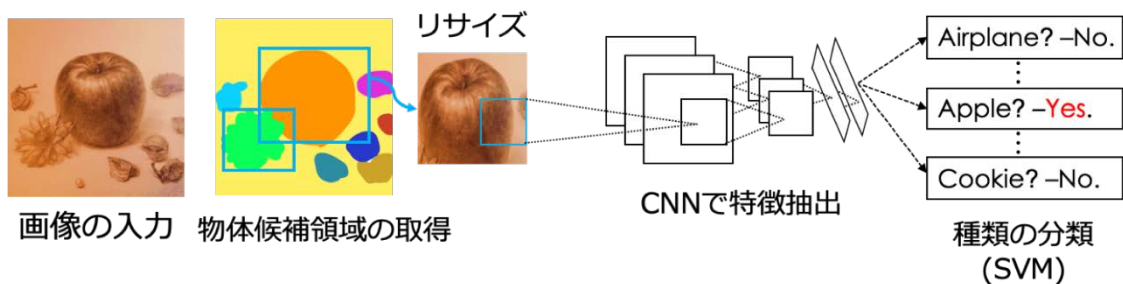 リサイズ
Airplane? –No.
Apple? –Yes.
Cookie? –No.
画像の入力
物体候補領域の取得
CNNで特徴抽出
種類の分類
(SVM)